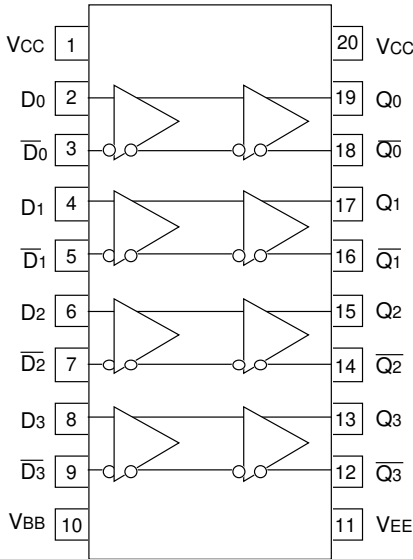 VCC 1 20 VCC
D0 2 19 Q0
D̅0̅ 3 18 Q̅0̅
D1 4 17 Q1
D̅1̅ 5 16 Q̅1̅
D2 6 15 Q2
D̅2̅ 7 14 Q̅2̅
D3 8 13 Q3
D̅3̅ 9 12 Q̅3̅
VBB 10 11 VEE